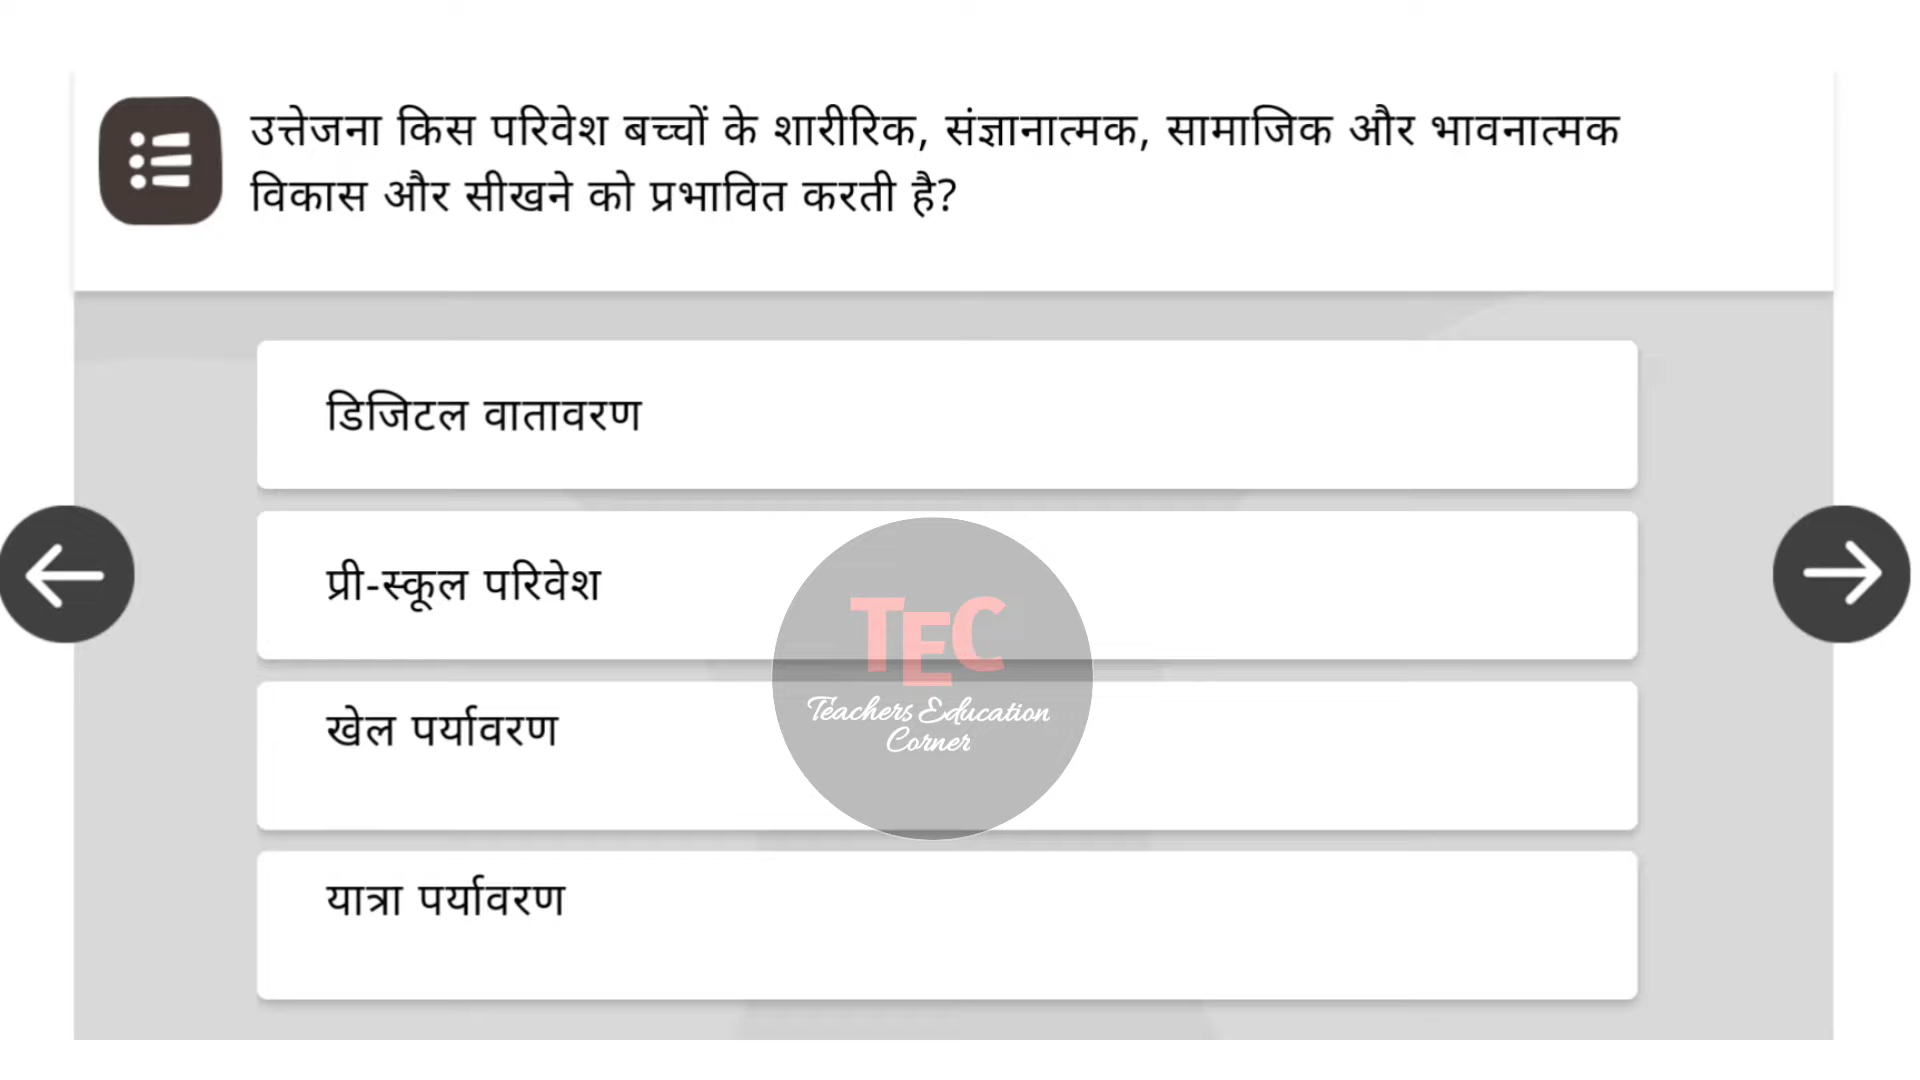 उत्तेजना किस परिवेश बच्चों के शारीरिक, संज्ञानात्मक, सामाजिक और भावनात्मक
विकास और सीखने को प्रभावित करती है?
डिजिटल वातावरण
प्री-स्कूल परिवेश
TEC
Teachers Education
Corner
खेल पर्यावरण
यात्रा पर्यावरण